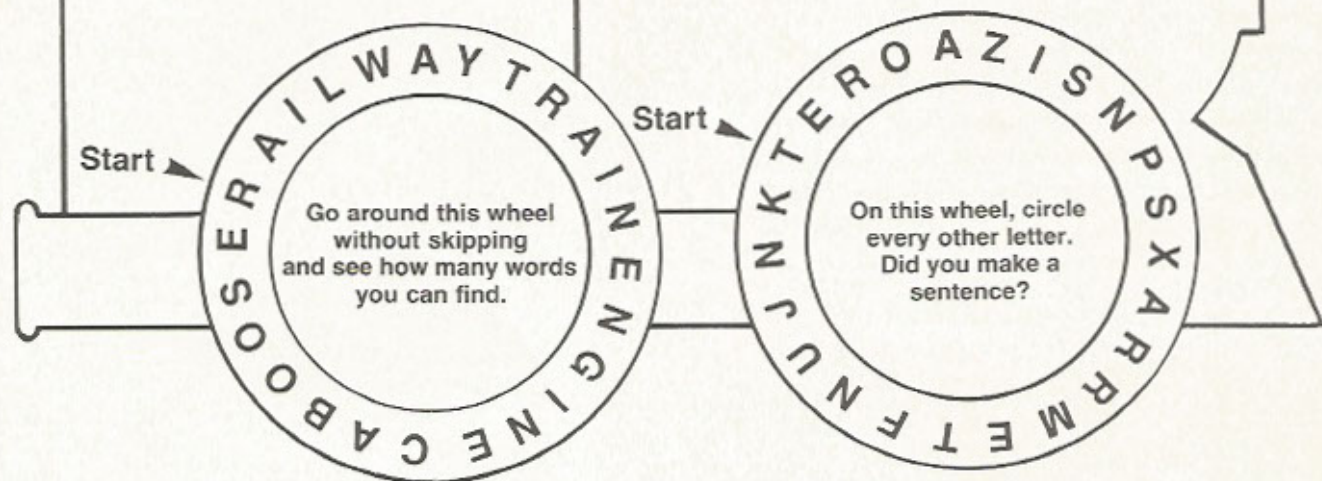 Start
RAILWAYTRAINENGINECABOOSE
Go around this wheel
without skipping
and see how many words
you can find.
Start
TEROAZISNPSXARRMETFNUJNK
On this wheel, circle
every other letter.
Did you make a
sentence?